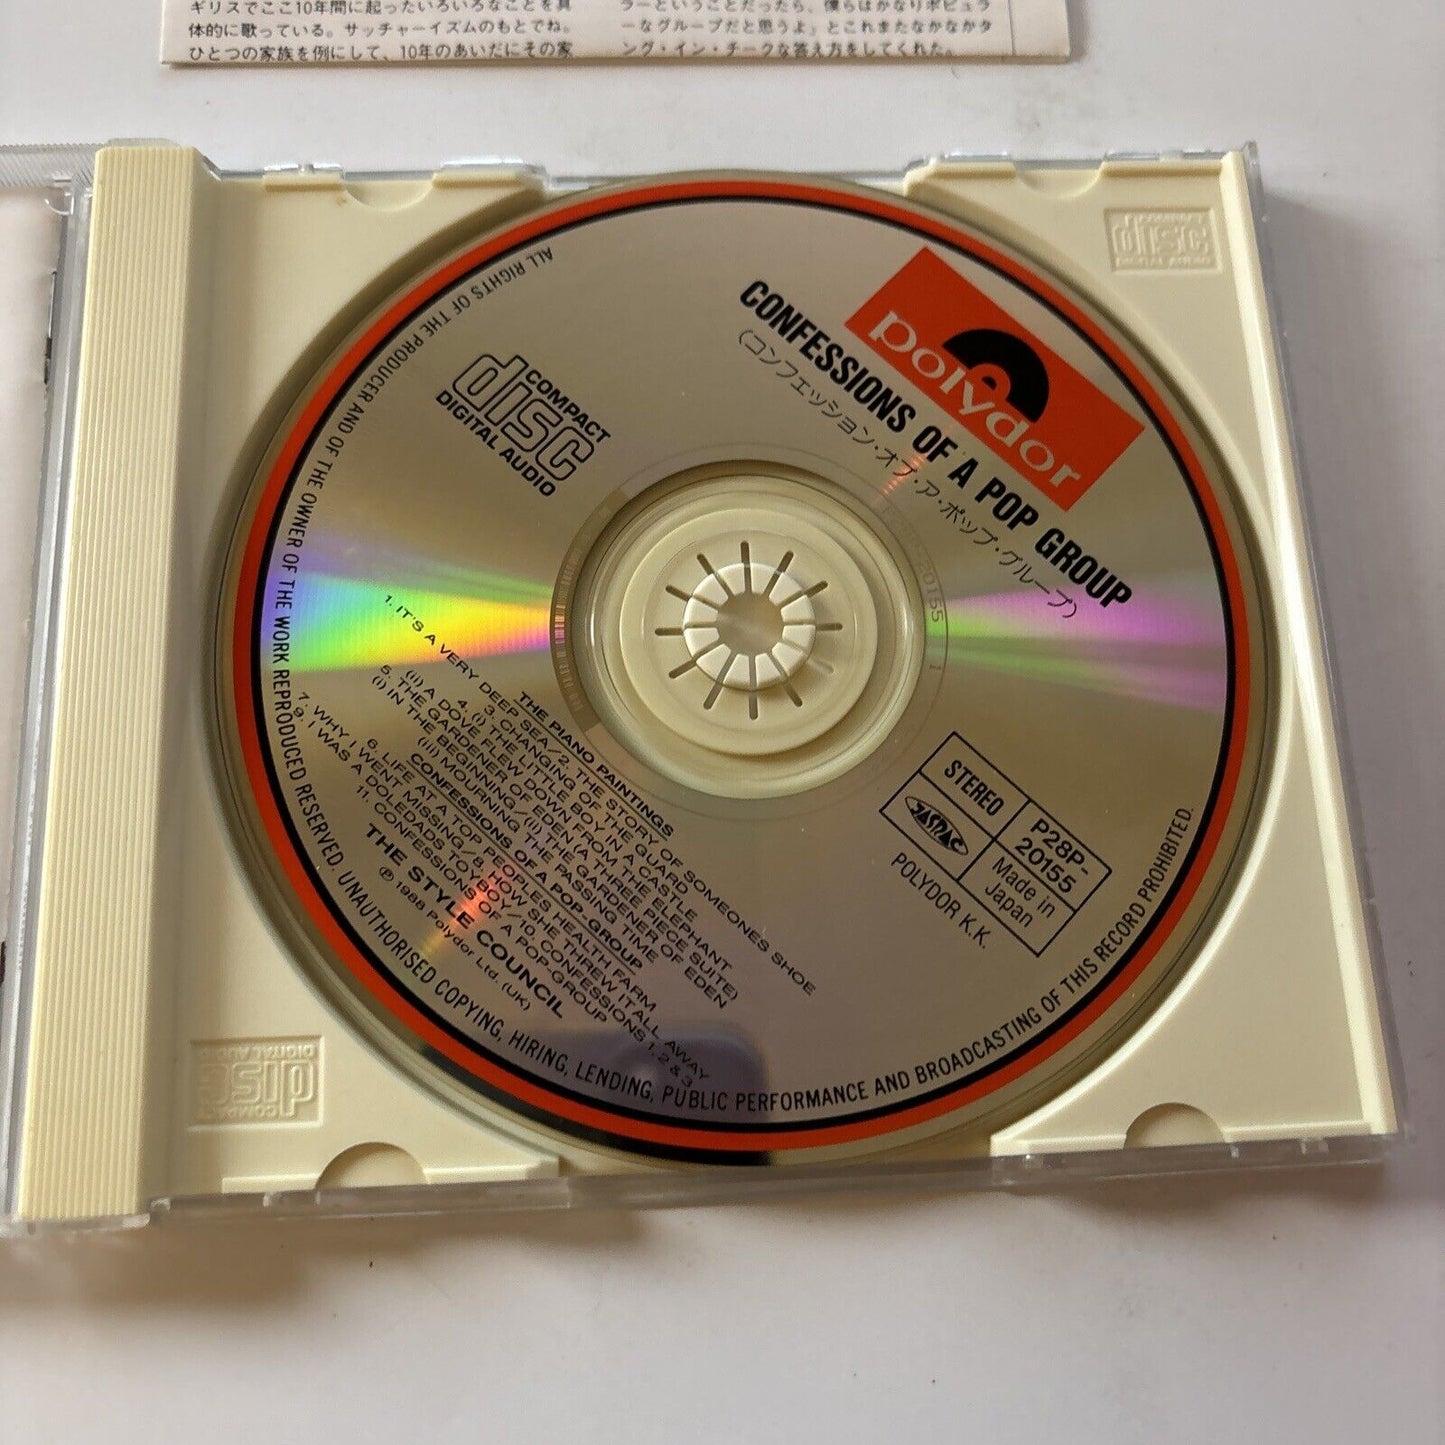 ギリスでここ10年間に起ったいろいろなことを具
体的に歌っている。サッチャーイズムのもとでね。
ひとつの家族を例にして、10年のあいだにその家
ラーということだったら、僕らはかなりポピュラ
ーなグループだと思うよ」とこれまたなかなかタ
ング・イン・チークな答え方をしてくれた。
COMPACT
disc
DIGITAL AUDIO
polydor
CONFESSIONS OF A POP GROUP
(コンフェッション・オブ・ア・ポップ・グループ)
COMPACT
disc
DIGITAL AUDIO
20155 1
STEREO
P28P-
20155
JASRAC
Made in
Japan
POLYDOR K.K.
THE PIANO PAINTINGS
1. IT'S A VERY DEEP SEA/2. THE STORY OF SOMEONES SHOE
3. CHANGING OF THE GUARD
4. (i) THE LITTLE BOY IN A CASTLE
(ii) A DOVE FLEW DOWN FROM THE ELEPHANT
5. THE GARDENER OF EDEN (A THREE PIECE SUITE)
(i) IN THE BEGINNING/(ii) THE GARDENER OF EDEN
(iii) MOURNING THE PASSING TIME
CONFESSIONS OF A POP-GROUP
6. LIFE AT A TOP PEOPLES HEALTH FARM
7. WHY I WENT MISSING/8. HOW SHE THREW IT ALL AWAY
9. I WAS A DOLEDADS TOYBOY/10. CONFESSIONS 1, 2 & 3
11. CONFESSIONS OF A POP-GROUP
THE STYLE COUNCIL
℗ 1988 Polydor Ltd. (UK)
ALL RIGHTS OF THE PRODUCER AND OF THE OWNER OF THE WORK REPRODUCED RESERVED. UNAUTHORISED COPYING, HIRING, LENDING, PUBLIC PERFORMANCE AND BROADCASTING OF THIS RECORD PROHIBITED.
COMPACT
disc
DIGITAL AUDIO